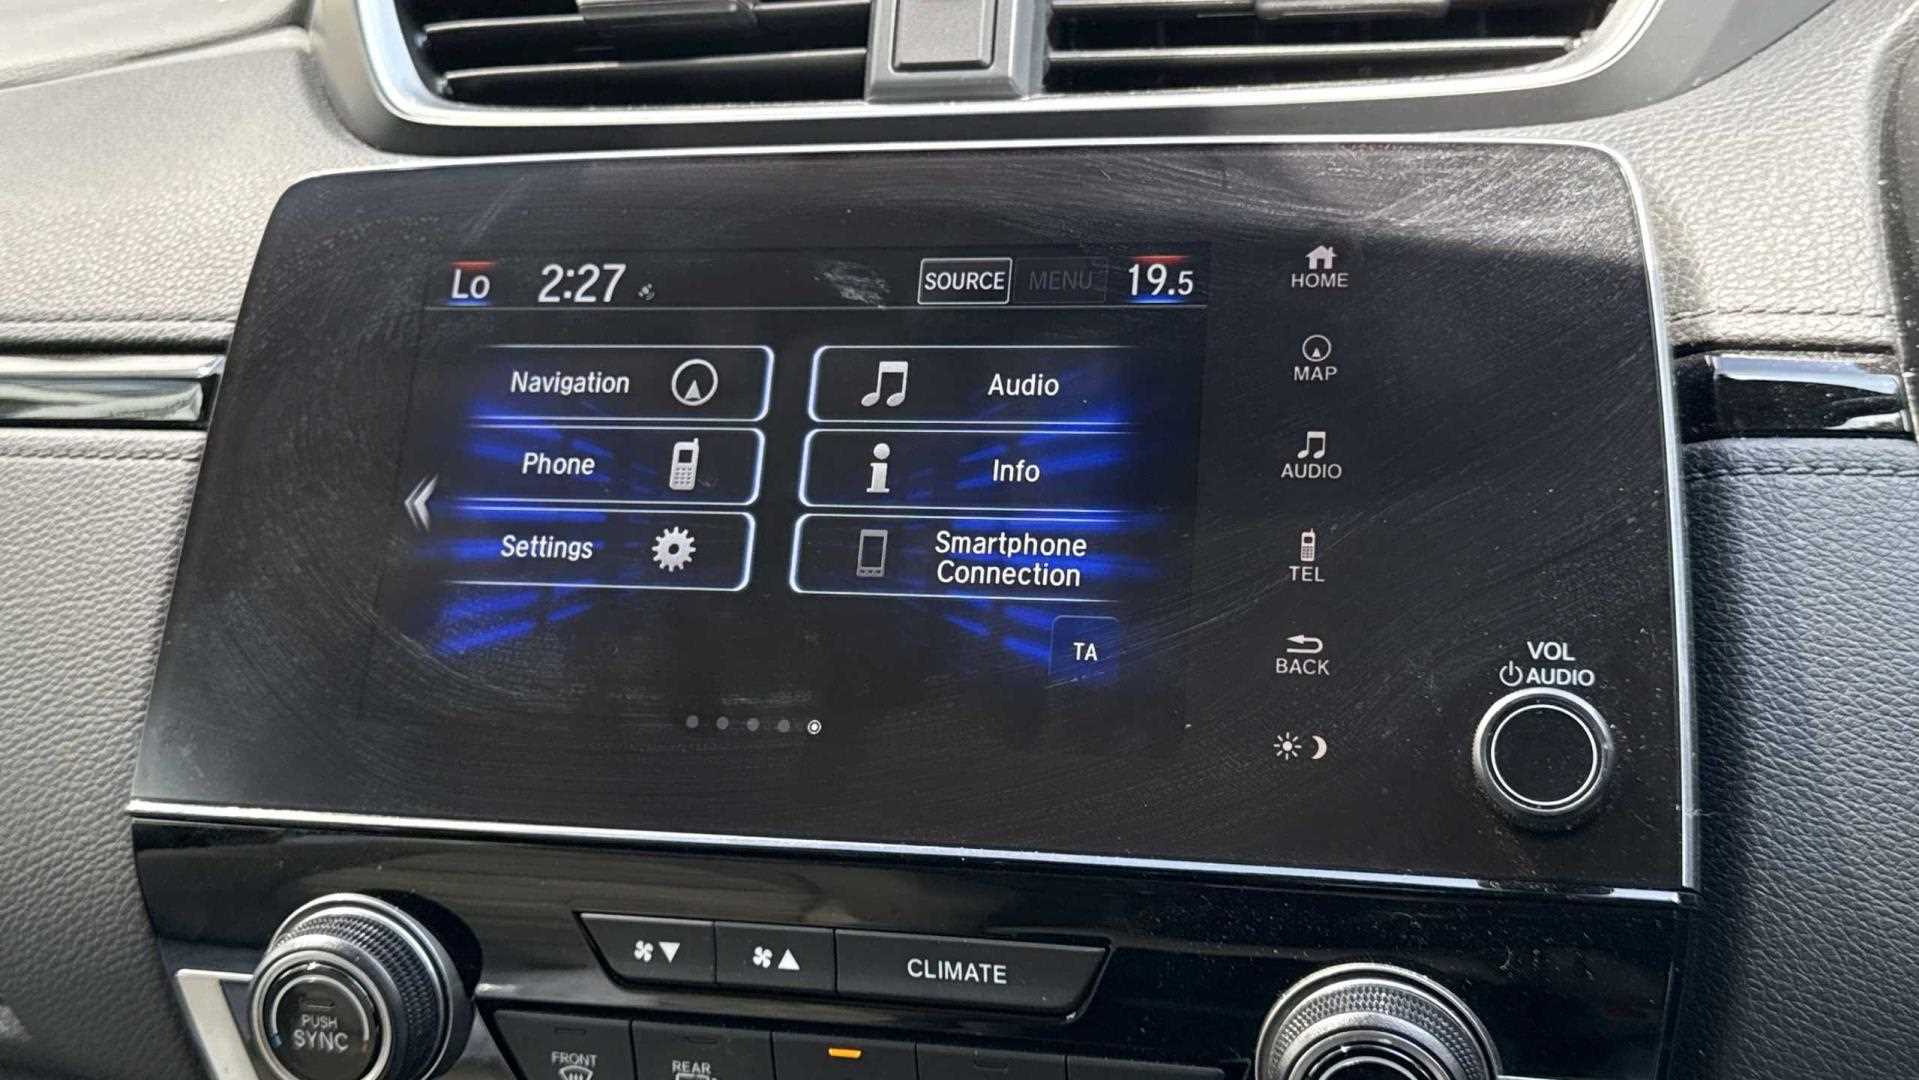 Lo 2:27 SOURCE MENU 19.5
Navigation
Audio
Phone
Info
Settings
Smartphone
Connection
TA
HOME
MAP
AUDIO
TEL
BACK
VOL
AUDIO
CLIMATE
PUSH
SYNC
FRONT
REAR